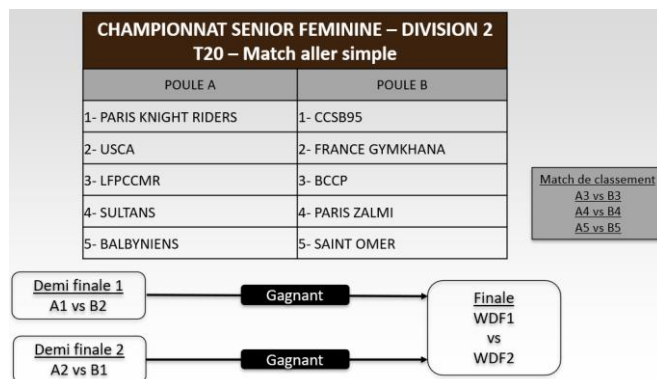 CHAMPIONNAT SENIOR FEMININE – DIVISION 2
T20 – Match aller simple
POULE A
POULE B
1- PARIS KNIGHT RIDERS
1- CCSB95
2- USCA
2- FRANCE GYMKHANA
3- LFPCCMR
3- BCCP
4- SULTANS
4- PARIS ZALMI
5- BALBYNIENS
5- SAINT OMER
Match de classement
A3 vs B3
A4 vs B4
A5 vs B5
Demi finale 1
A1 vs B2
Gagnant
Demi finale 2
A2 vs B1
Gagnant
Finale
WDF1
vs
WDF2